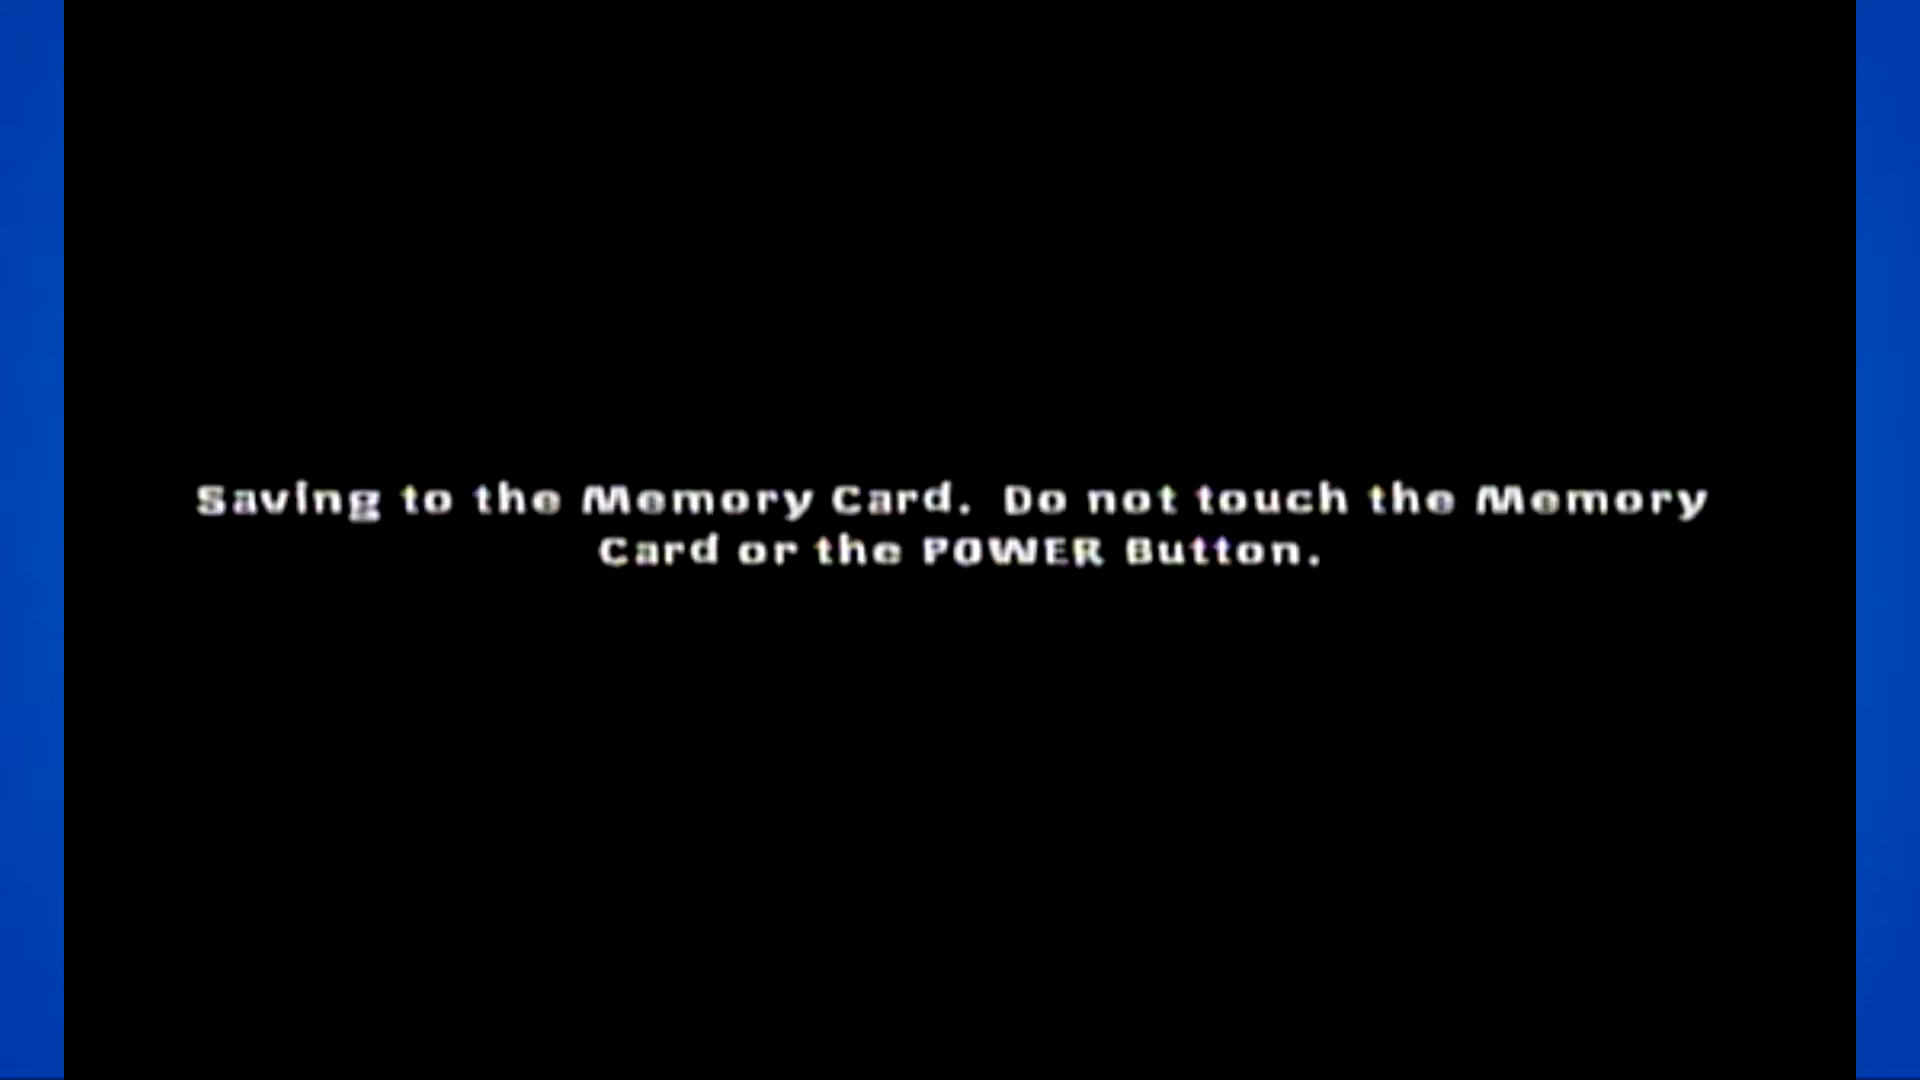 Saving to the Memory Card. Do not touch the Memory
Card or the POWER Button.